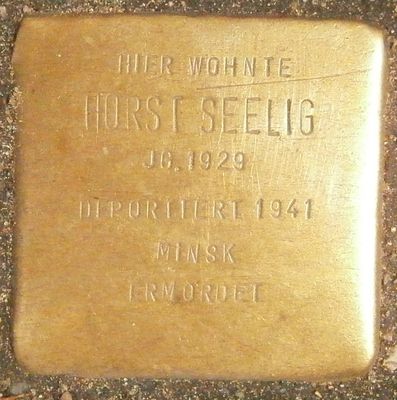 HIER WOHNTE
HORST SEELIG
JG. 1929
DEPORTIERT 1941
MINSK
ERMORDET